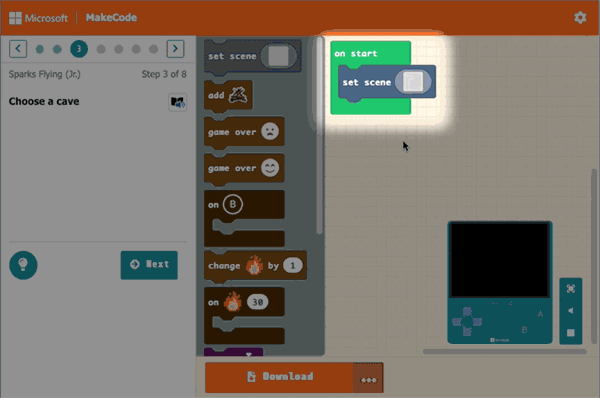 Microsoft MakeCode
3
Sparks Flying (Jr.) Step 3 of 8
Choose a cave
Next
set scene
add
game over
game over
on B
change by 1
on 30
on start
set scene
A
B
Download